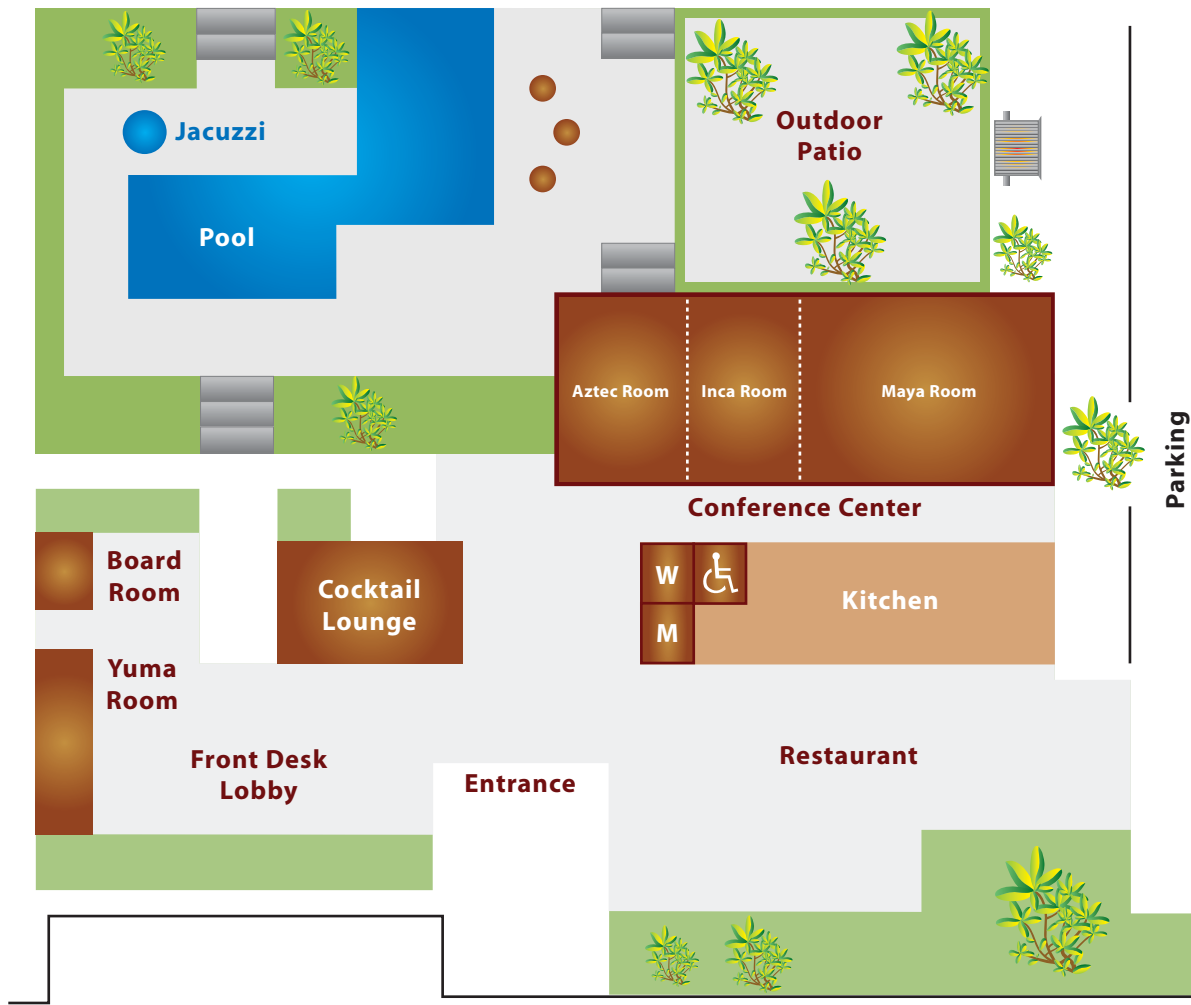 Jacuzzi
Outdoor
Patio
Pool
Aztec Room
Inca Room
Maya Room
Parking
Conference Center
Board
Room
Cocktail
Lounge
W
M
Kitchen
Yuma
Room
Front Desk
Lobby
Entrance
Restaurant